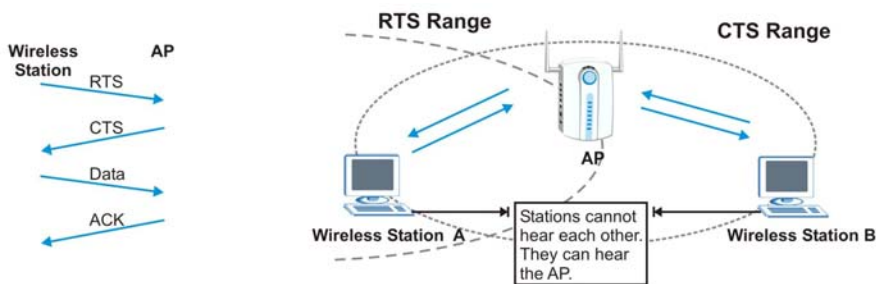 Wireless
Station
AP
RTS
CTS
Data
ACK
RTS Range
CTS Range
AP
Wireless Station A
Stations cannot
hear each other.
They can hear
the AP.
Wireless Station B